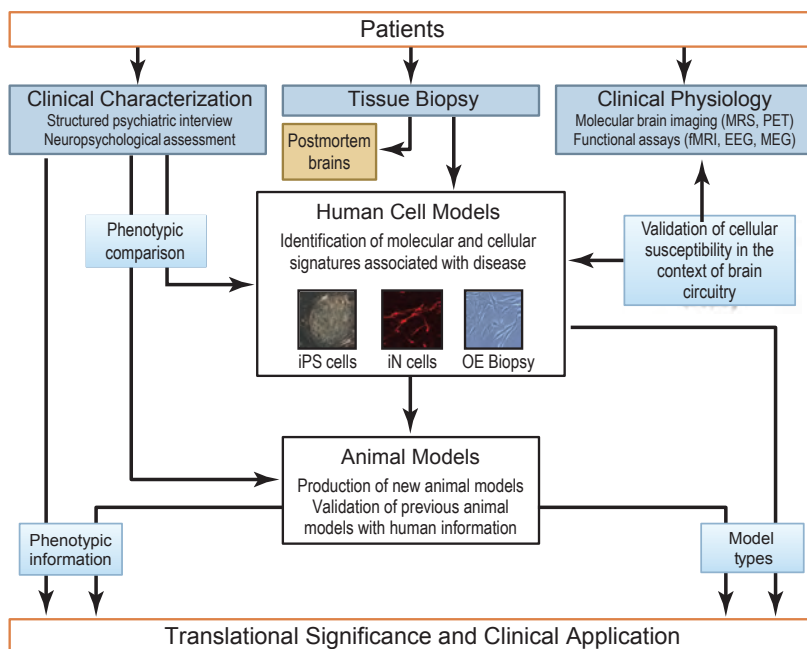 Patients
Clinical Characterization
Structured psychiatric interview
Neuropsychological assessment
Tissue Biopsy
Clinical Physiology
Molecular brain imaging (MRS, PET)
Functional assays (fMRI, EEG, MEG)
Postmortem
brains
Phenotypic
comparison
Human Cell Models
Identification of molecular and cellular
signatures associated with disease
iPS cells
iN cells
OE Biopsy
Validation of cellular
susceptibility in the
context of brain
circuitry
Animal Models
Production of new animal models
Validation of previous animal
models with human information
Phenotypic
information
Model
types
Translational Significance and Clinical Application